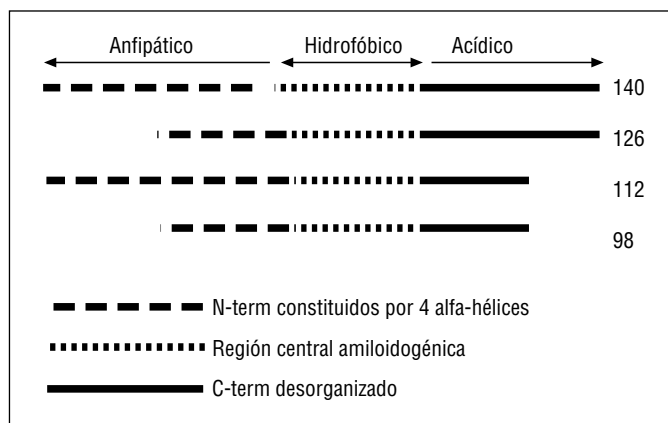 Anfipático Hidrofóbico Acídico
140
126
112
98
N-term constituidos por 4 alfa-hélices
Región central amiloidogénica
C-term desorganizado